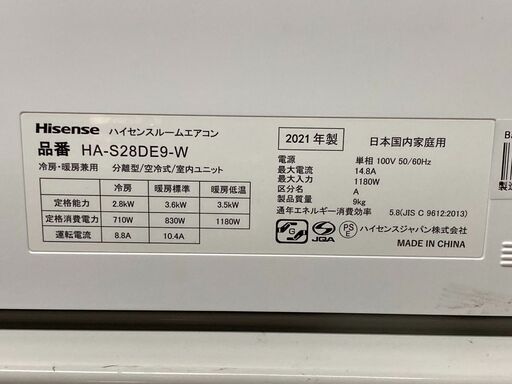 Hisense ハイセンスルームエアコン
品番 HA-S28DE9-W
冷房・暖房兼用 分離型/空冷式/室内ユニット
冷房 暖房標準 暖房低温
定格能力 2.8kW 3.6kW 3.5kW
定格消費電力 710W 830W 1180W
運転電流 8.8A 10.4A
2021年製 日本国内家庭用
電源 単相 100V 50/60Hz
最大電流 14.8A
最大入力 1180W
区分名 A
製品質量 9kg
通年エネルギー消費効率 5.8(JIS C 9612:2013)
G JQA PSE ハイセンスジャパン株式会社
MADE IN CHINA